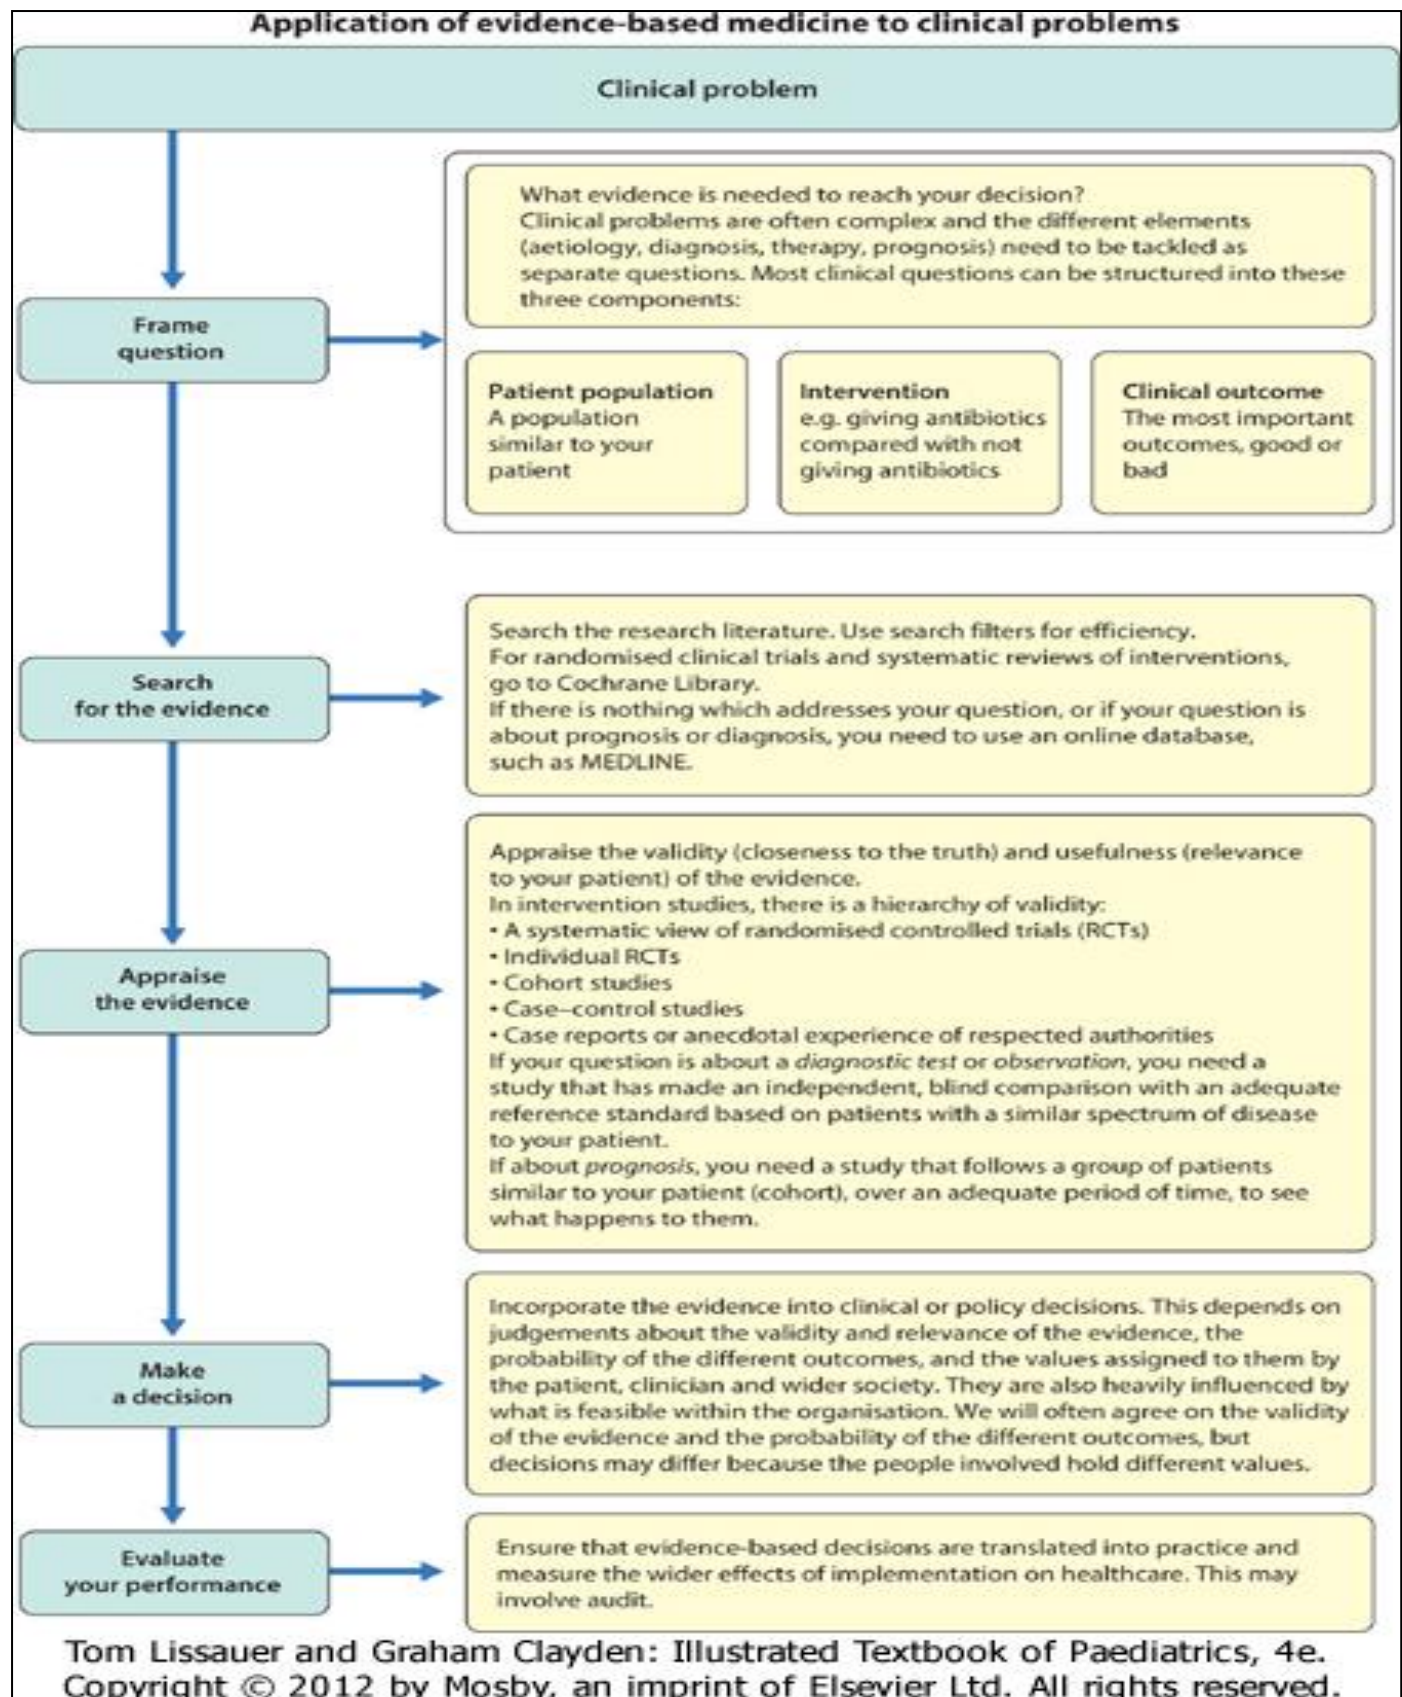 Application of evidence-based medicine to clinical problems
Clinical problem
Frame
question
What evidence is needed to reach your decision?
Clinical problems are often complex and the different elements
(aetiology, diagnosis, therapy, prognosis) need to be tackled as
separate questions. Most clinical questions can be structured into these
three components:
Patient population
A population
similar to your
patient
Intervention
e.g. giving antibiotics
compared with not
giving antibiotics
Clinical outcome
The most important
outcomes, good or
bad
Search
for the evidence
Search the research literature. Use search filters for efficiency.
For randomised clinical trials and systematic reviews of interventions,
go to Cochrane Library.
If there is nothing which addresses your question, or if your question is
about prognosis or diagnosis, you need to use an online database,
such as MEDLINE.
Appraise
the evidence
Appraise the validity (closeness to the truth) and usefulness (relevance
to your patient) of the evidence.
In intervention studies, there is a hierarchy of validity:
• A systematic view of randomised controlled trials (RCTs)
• Individual RCTs
• Cohort studies
• Case–control studies
• Case reports or anecdotal experience of respected authorities
If your question is about a diagnostic test or observation, you need a
study that has made an independent, blind comparison with an adequate
reference standard based on patients with a similar spectrum of disease
to your patient.
If about prognosis, you need a study that follows a group of patients
similar to your patient (cohort), over an adequate period of time, to see
what happens to them.
Make
a decision
Incorporate the evidence into clinical or policy decisions. This depends on
judgements about the validity and relevance of the evidence, the
probability of the different outcomes, and the values assigned to them by
the patient, clinician and wider society. They are also heavily influenced by
what is feasible within the organisation. We will often agree on the validity
of the evidence and the probability of the different outcomes, but
decisions may differ because the people involved hold different values.
Evaluate
your performance
Ensure that evidence-based decisions are translated into practice and
measure the wider effects of implementation on healthcare. This may
involve audit.
Tom Lissauer and Graham Clayden: Illustrated Textbook of Paediatrics, 4e.
Copyright © 2012 by Mosby, an imprint of Elsevier Ltd. All rights reserved.